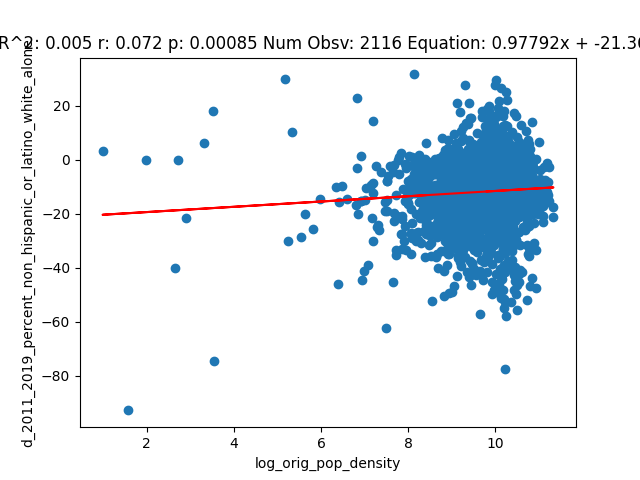 R^2: 0.005 r: 0.072 p: 0.00085 Num Obsv: 2116 Equation: 0.97792x + -21.36
d_2011_2019_percent_non_hispanic_or_latino_white_alone
20
0
−20
−40
−60
−80
2 4 6 8 10
log_orig_pop_density